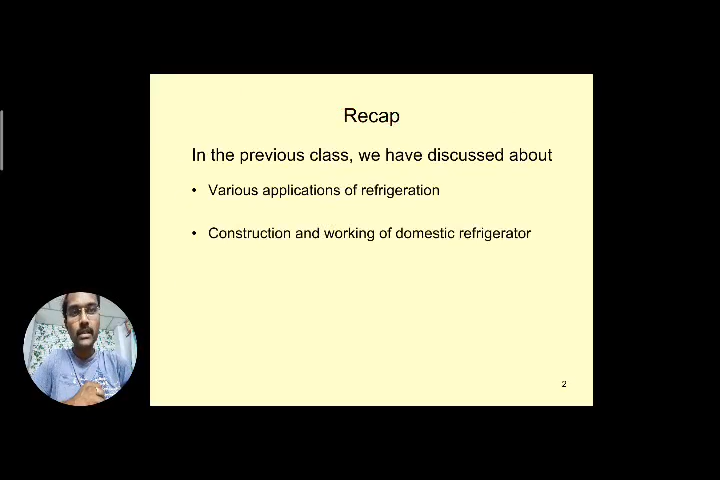 Recap
In the previous class, we have discussed about
• Various applications of refrigeration
• Construction and working of domestic refrigerator
2